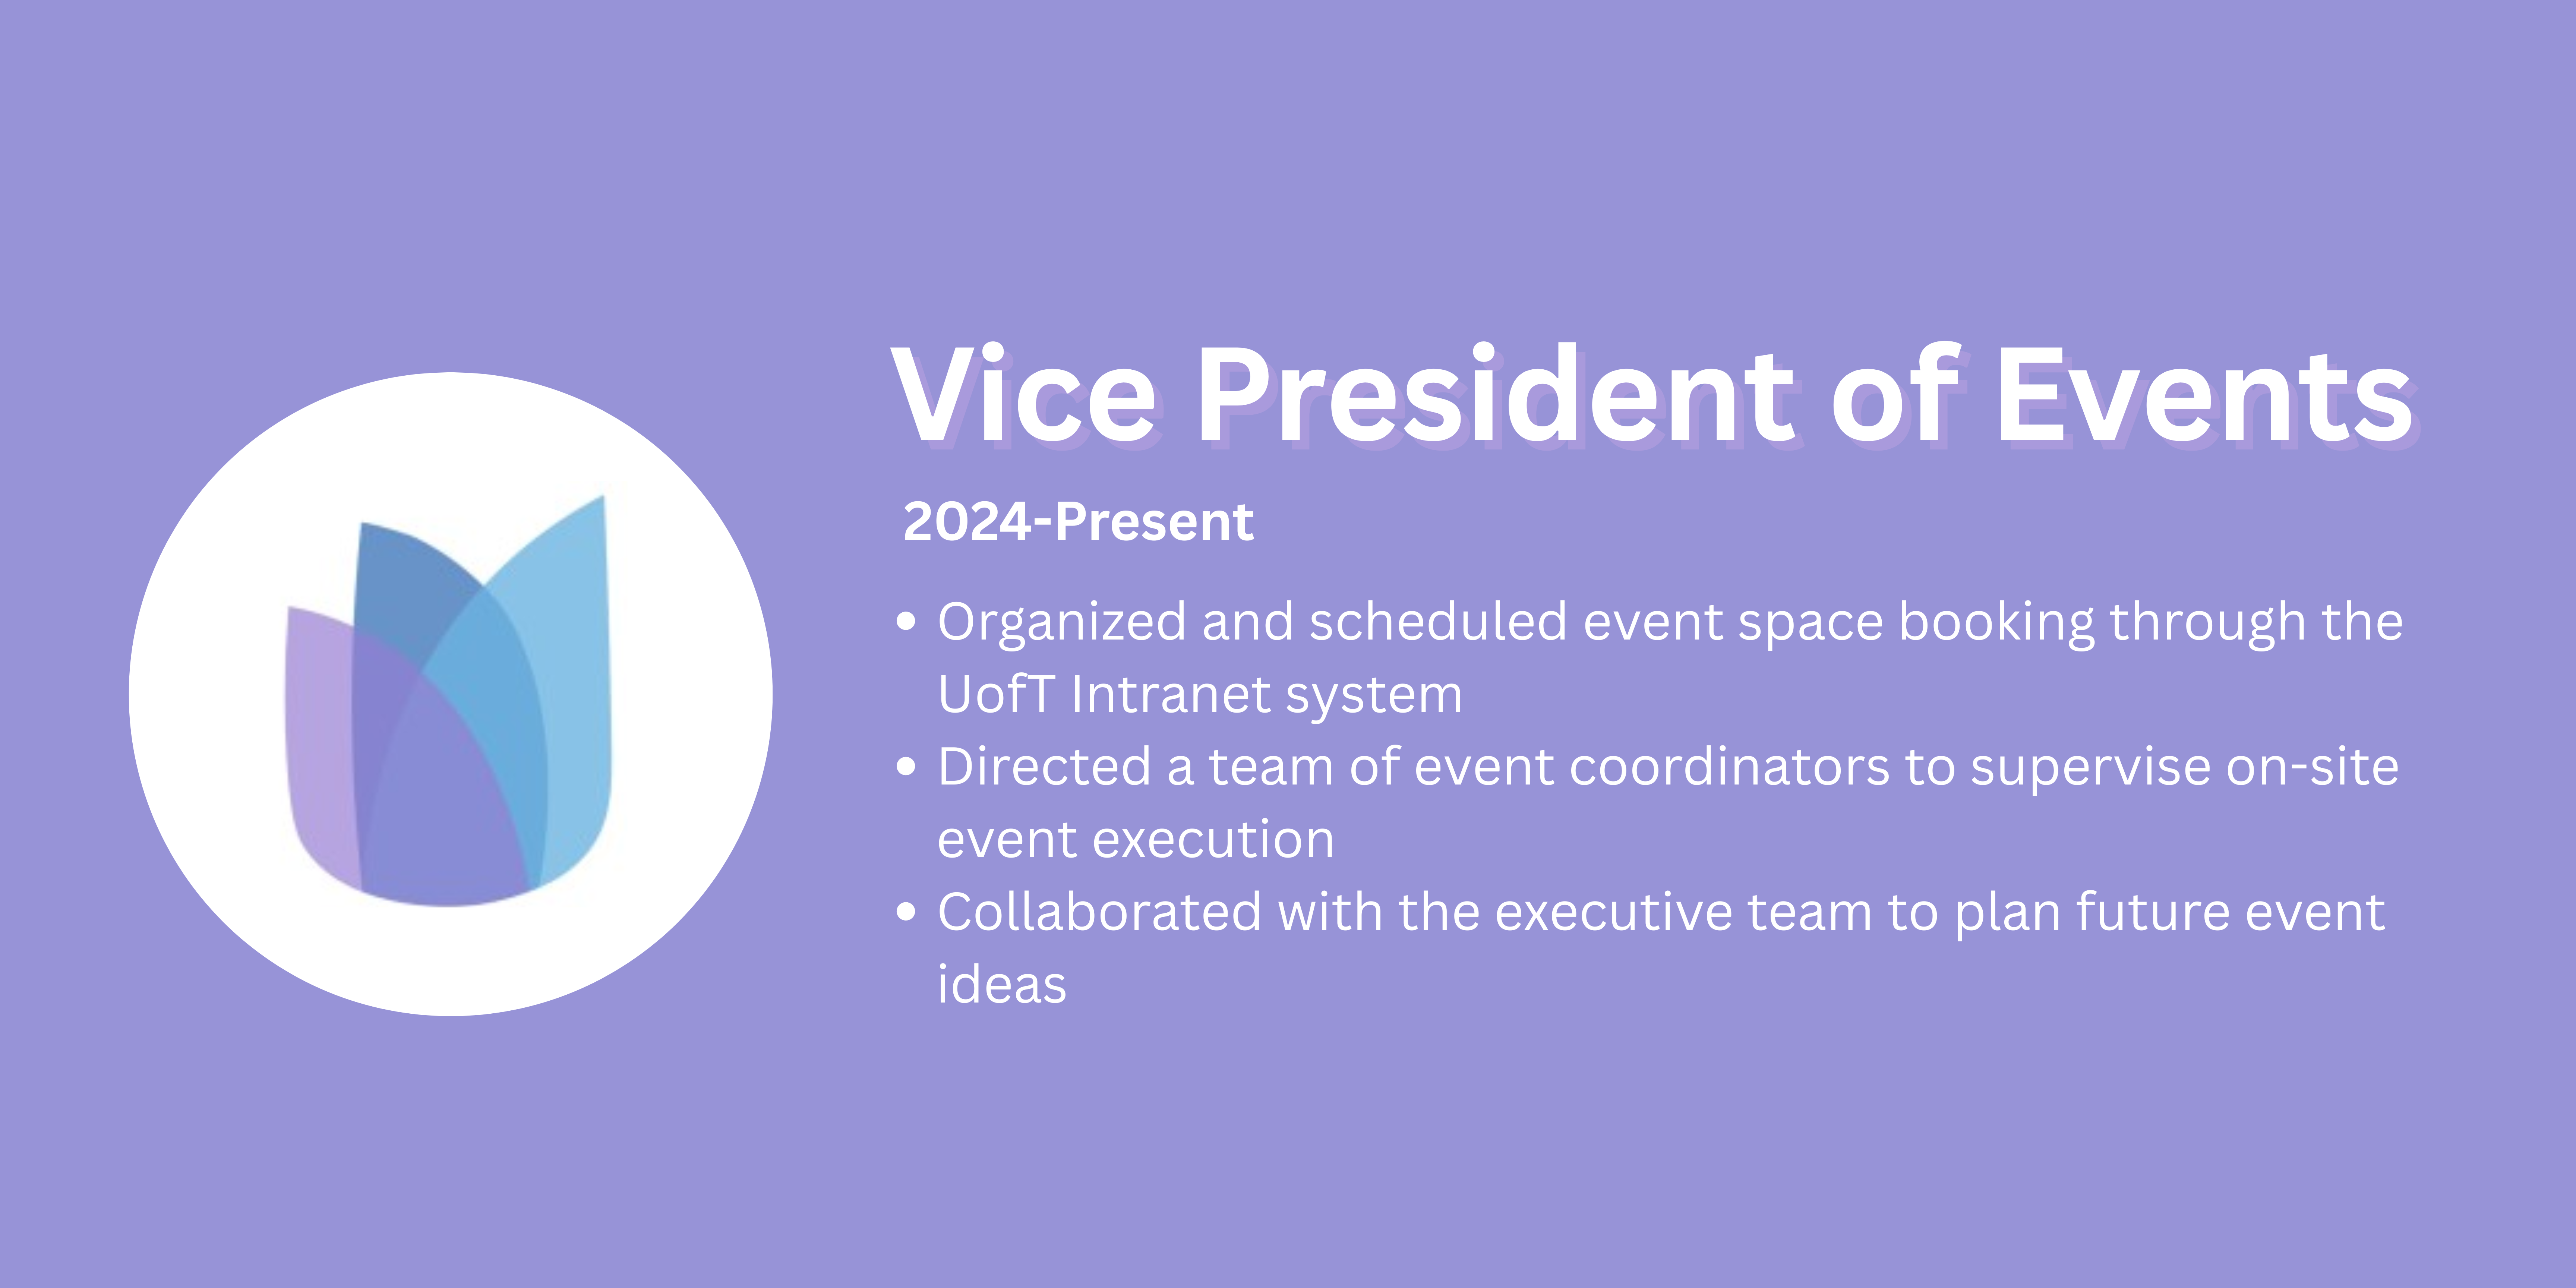 Vice President of Events
2024-Present
• Organized and scheduled event space booking through the
UofT Intranet system
• Directed a team of event coordinators to supervise on-site
event execution
• Collaborated with the executive team to plan future event
ideas